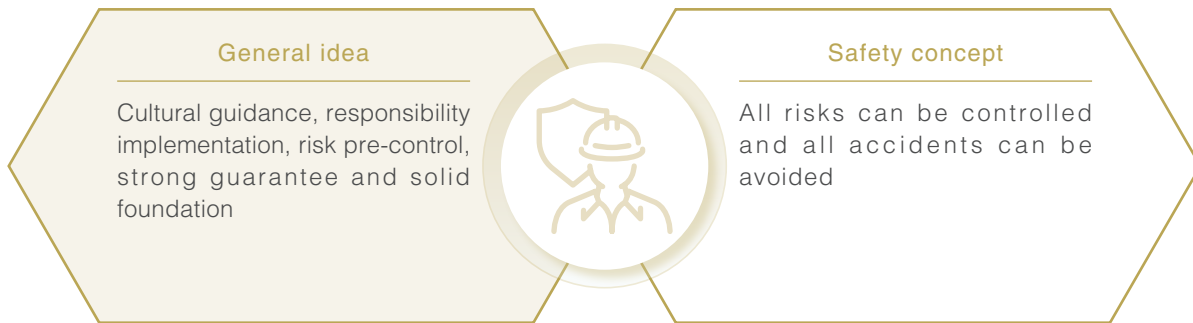 General idea
Cultural guidance, responsibility
implementation, risk pre-control,
strong guarantee and solid
foundation
Safety concept
All risks can be controlled
and all accidents can be
avoided